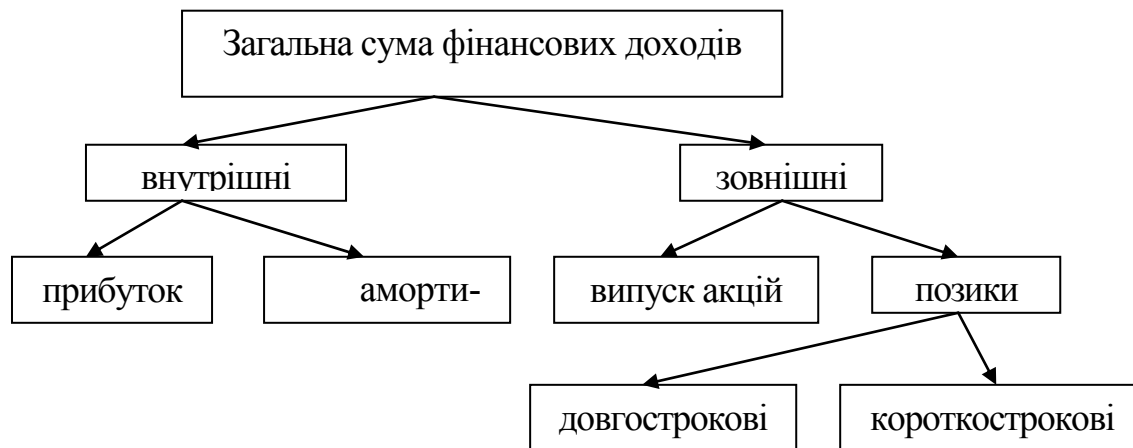 Загальна сума фінансових доходів
внутрішні
зовнішні
прибуток
аморти-
випуск акцій
позики
довгострокові
короткострокові